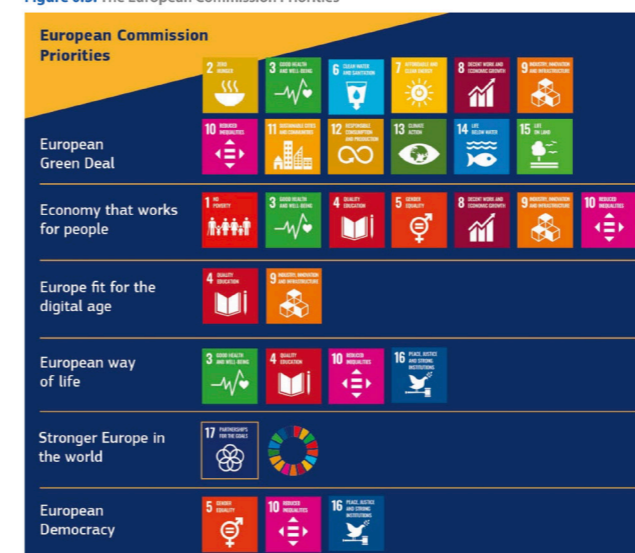 Figure 6.3. The European Commission Priorities
European Commission
Priorities
2 ZERO HUNGER
3 GOOD HEALTH AND WELL-BEING
6 CLEAN WATER AND SANITATION
7 AFFORDABLE AND CLEAN ENERGY
8 DECENT WORK AND ECONOMIC GROWTH
9 INDUSTRY, INNOVATION AND INFRASTRUCTURE
European
Green Deal
10 REDUCED INEQUALITIES
11 SUSTAINABLE CITIES AND COMMUNITIES
12 RESPONSIBLE CONSUMPTION AND PRODUCTION
13 CLIMATE ACTION
14 LIFE BELOW WATER
15 LIFE ON LAND
Economy that works
for people
1 NO POVERTY
3 GOOD HEALTH AND WELL-BEING
4 QUALITY EDUCATION
5 GENDER EQUALITY
8 DECENT WORK AND ECONOMIC GROWTH
9 INDUSTRY, INNOVATION AND INFRASTRUCTURE
10 REDUCED INEQUALITIES
Europe fit for the
digital age
4 QUALITY EDUCATION
9 INDUSTRY, INNOVATION AND INFRASTRUCTURE
European way
of life
3 GOOD HEALTH AND WELL-BEING
4 QUALITY EDUCATION
10 REDUCED INEQUALITIES
16 PEACE, JUSTICE AND STRONG INSTITUTIONS
Stronger Europe in
the world
17 PARTNERSHIPS FOR THE GOALS
European
Democracy
5 GENDER EQUALITY
10 REDUCED INEQUALITIES
16 PEACE, JUSTICE AND STRONG INSTITUTIONS